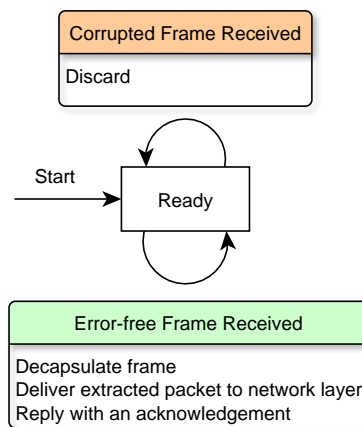 Corrupted Frame Received
Discard
Start
Ready
Error-free Frame Received
Decapsulate frame
Deliver extracted packet to network layer
Reply with an acknowledgement